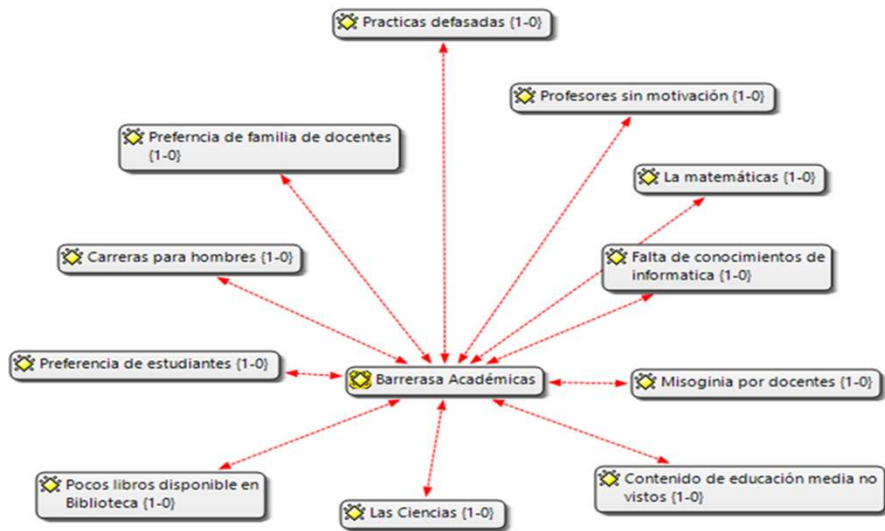 Practicas defasadas {1-0}
Profesores sin motivación {1-0}
Preferncia de familia de docentes
{1-0}
La matemáticas {1-0}
Carreras para hombres {1-0}
Falta de conocimientos de
informatica {1-0}
Preferencia de estudiantes {1-0}
Barrerasa Académicas
Misoginia por docentes {1-0}
Pocos libros disponible en
Biblioteca {1-0}
Las Ciencias {1-0}
Contenido de educación media no
vistos {1-0}